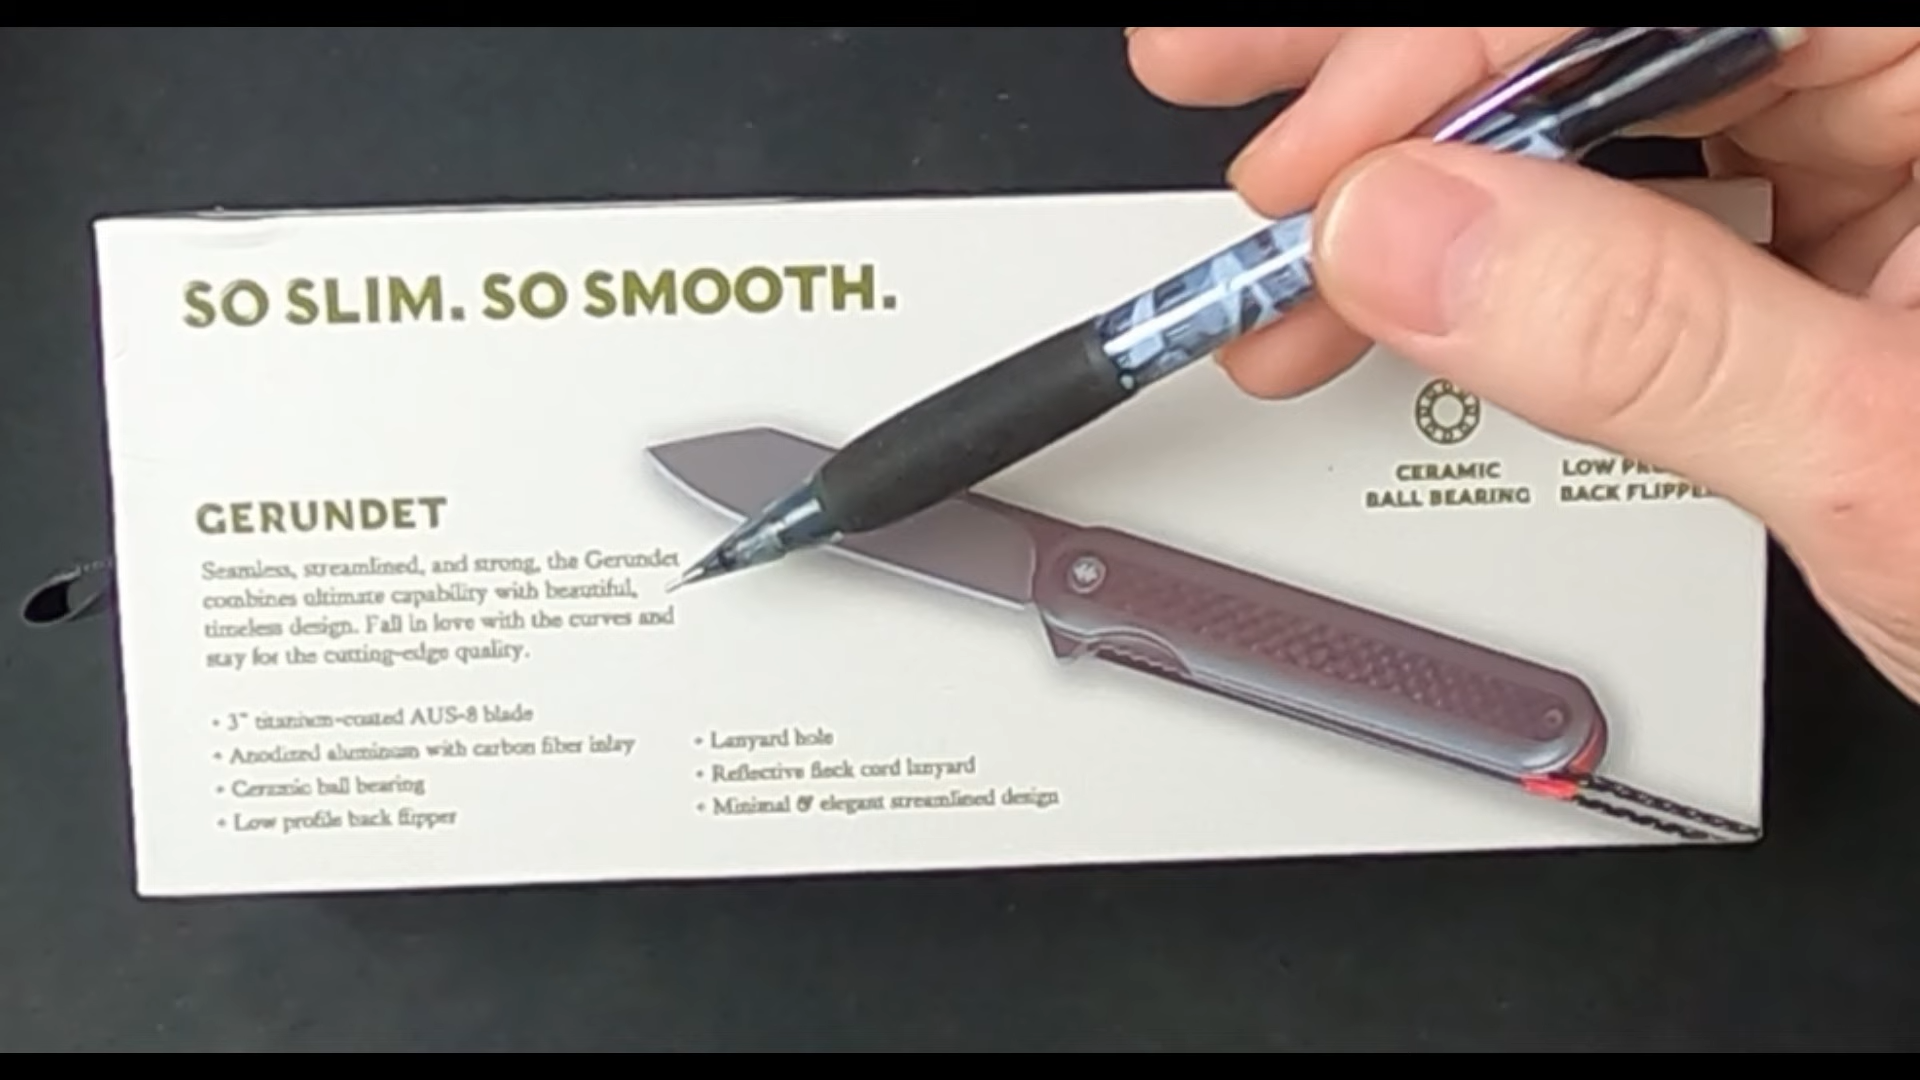 SO SLIM. SO SMOOTH.
CERAMIC
BALL BEARING
LOW
BACK
GERUNDET
Seamless, streamlined, and strong, the Gerundet
combines ultimate capability with beautiful,
timeless design. Fall in love with the curves and
stay for the cutting-edge quality.
• 3" titanium-coated AUS-8 blade
• Anodized aluminum with carbon fiber inlay
• Ceramic ball bearing
• Low profile back flipper
• Lanyard hole
• Reflective fleck cord lanyard
• Minimal & elegant streamlined design